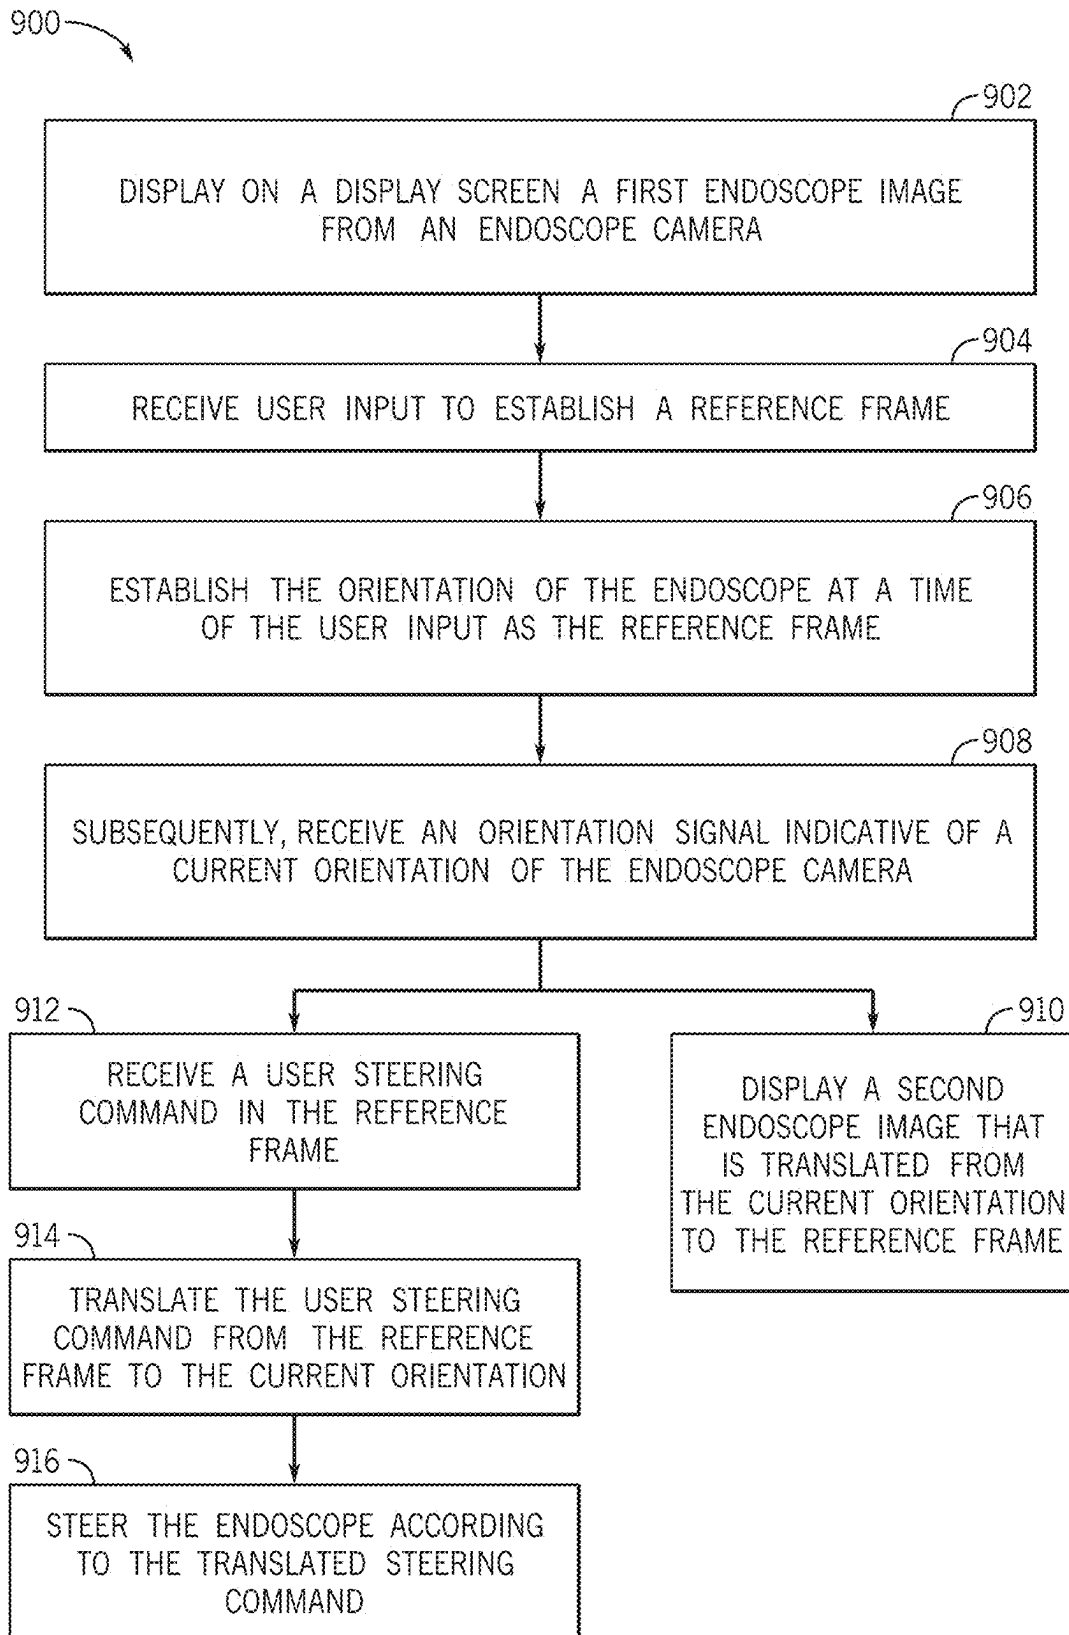 900
902
DISPLAY ON A DISPLAY SCREEN A FIRST ENDOSCOPE IMAGE
FROM AN ENDOSCOPE CAMERA
904
RECEIVE USER INPUT TO ESTABLISH A REFERENCE FRAME
906
ESTABLISH THE ORIENTATION OF THE ENDOSCOPE AT A TIME
OF THE USER INPUT AS THE REFERENCE FRAME
908
SUBSEQUENTLY, RECEIVE AN ORIENTATION SIGNAL INDICATIVE OF A
CURRENT ORIENTATION OF THE ENDOSCOPE CAMERA
912
RECEIVE A USER STEERING
COMMAND IN THE REFERENCE
FRAME
910
DISPLAY A SECOND
ENDOSCOPE IMAGE THAT
IS TRANSLATED FROM
THE CURRENT ORIENTATION
TO THE REFERENCE FRAME
914
TRANSLATE THE USER STEERING
COMMAND FROM THE REFERENCE
FRAME TO THE CURRENT ORIENTATION
916
STEER THE ENDOSCOPE ACCORDING
TO THE TRANSLATED STEERING
COMMAND